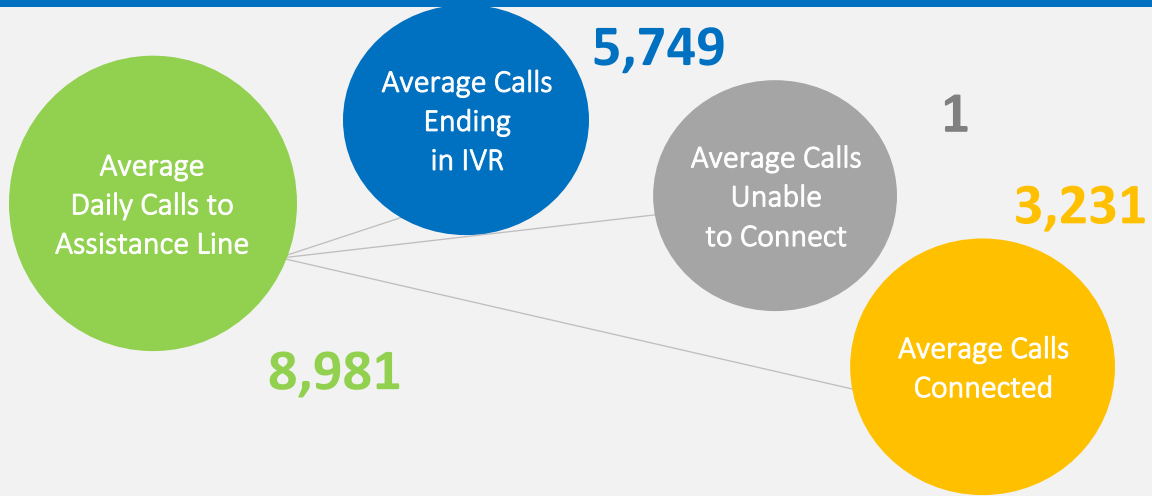 Average
Daily Calls to
Assistance Line
8,981
Average Calls
Ending
in IVR
5,749
Average Calls
Unable
to Connect
1
Average Calls
Connected
3,231